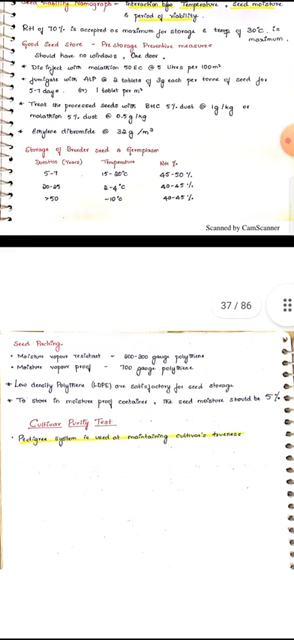 Seed Viability Nomograph - Interaction b/w Temperature, Seed moisture
& period of viability.
* RH of 70% is accepted as maximum for storage & temp of 30°C. is
maximum.
Good Seed Store - Pre storage Preventive measures
Should have no windows, One door.
* Disinfect with malathion 50 EC @ 5 litres per 100m²
* fumigate with AlP @ 2 tablets of 3g each per tonne of seed for
5-7 days. (or) 1 tablet per m³
* Treat the processed seeds with BHC 5% dust @ 1g/kg or
malathion 5% dust @ 0.5g/kg
* Ethylene dibromide @ 32g/m³
Storage of Breeder seed & Germplasm
Duration (Years) Temperature RH %
5-7 15-20°C 45-50%
20-25 2-4°C 40-45%
>50 -10°C 40-45%
Scanned by CamScanner
37 / 86
Seed Packing.
* Moisture vapour resistant - 200-300 gauge polythene
* Moisture vapour proof - 700 gauge polythene
* Low density Polythene (LDPE) are satisfactory for seed storage
* To store in moisture proof container, the seed moisture should be 5%
Cultivar Purity Test
* Pedigree system is used at maintaining cultivar's trueness